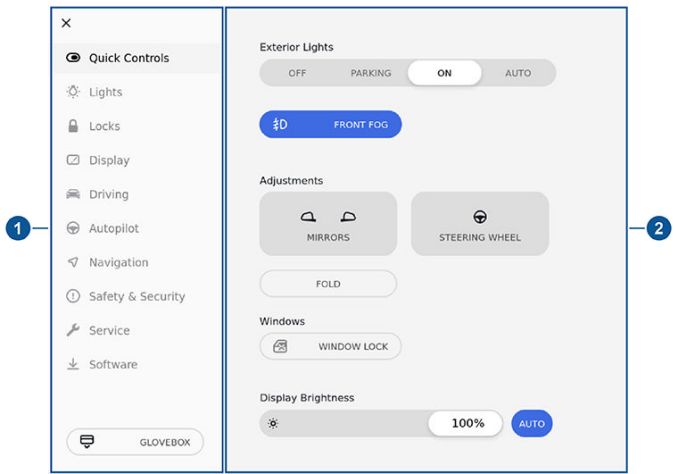 Quick Controls
Lights
Locks
Display
Driving
Autopilot
Navigation
Safety & Security
Service
Software
GLOVEBOX
1
Exterior Lights
OFF PARKING ON AUTO
FRONT FOG
Adjustments
MIRRORS STEERING WHEEL
FOLD
Windows
WINDOW LOCK
Display Brightness
100% AUTO
2